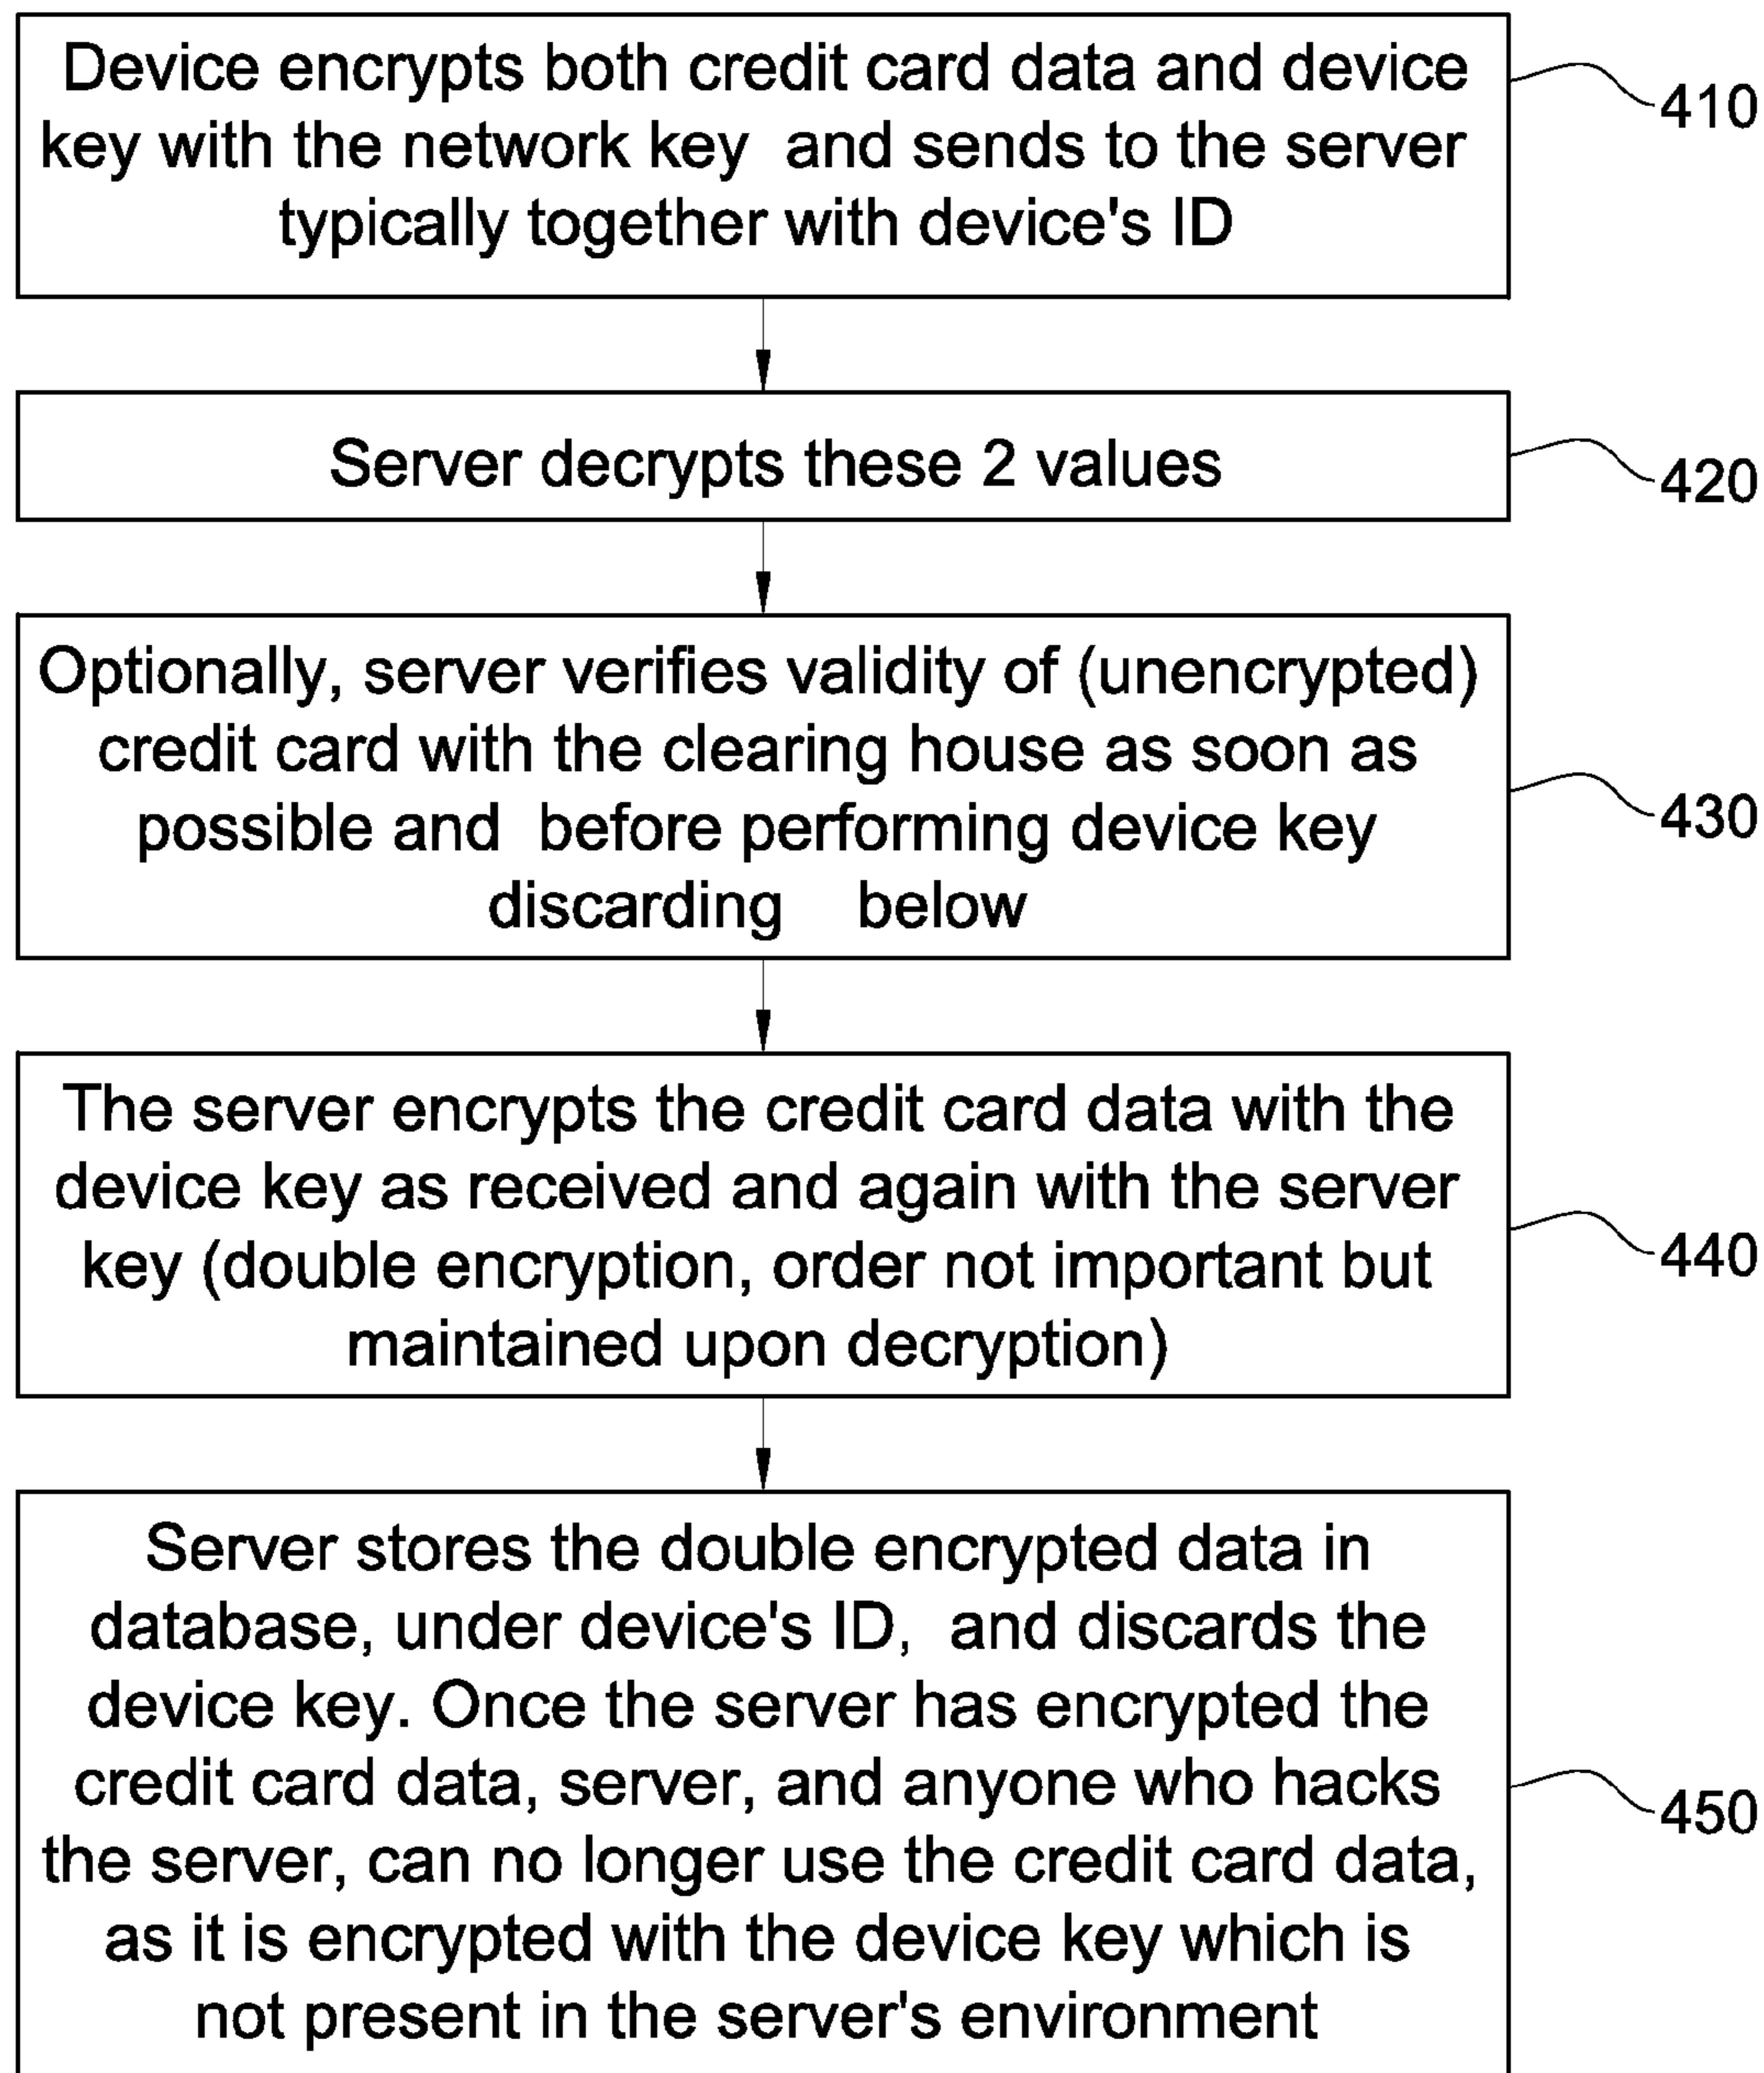 Device encrypts both credit card data and device
key with the network key and sends to the server
typically together with device's ID
410
Server decrypts these 2 values
420
Optionally, server verifies validity of (unencrypted)
credit card with the clearing house as soon as
possible and before performing device key
discarding below
430
The server encrypts the credit card data with the
device key as received and again with the server
key (double encryption, order not important but
maintained upon decryption)
440
Server stores the double encrypted data in
database, under device's ID, and discards the
device key. Once the server has encrypted the
credit card data, server, and anyone who hacks
the server, can no longer use the credit card data,
as it is encrypted with the device key which is
not present in the server's environment
450